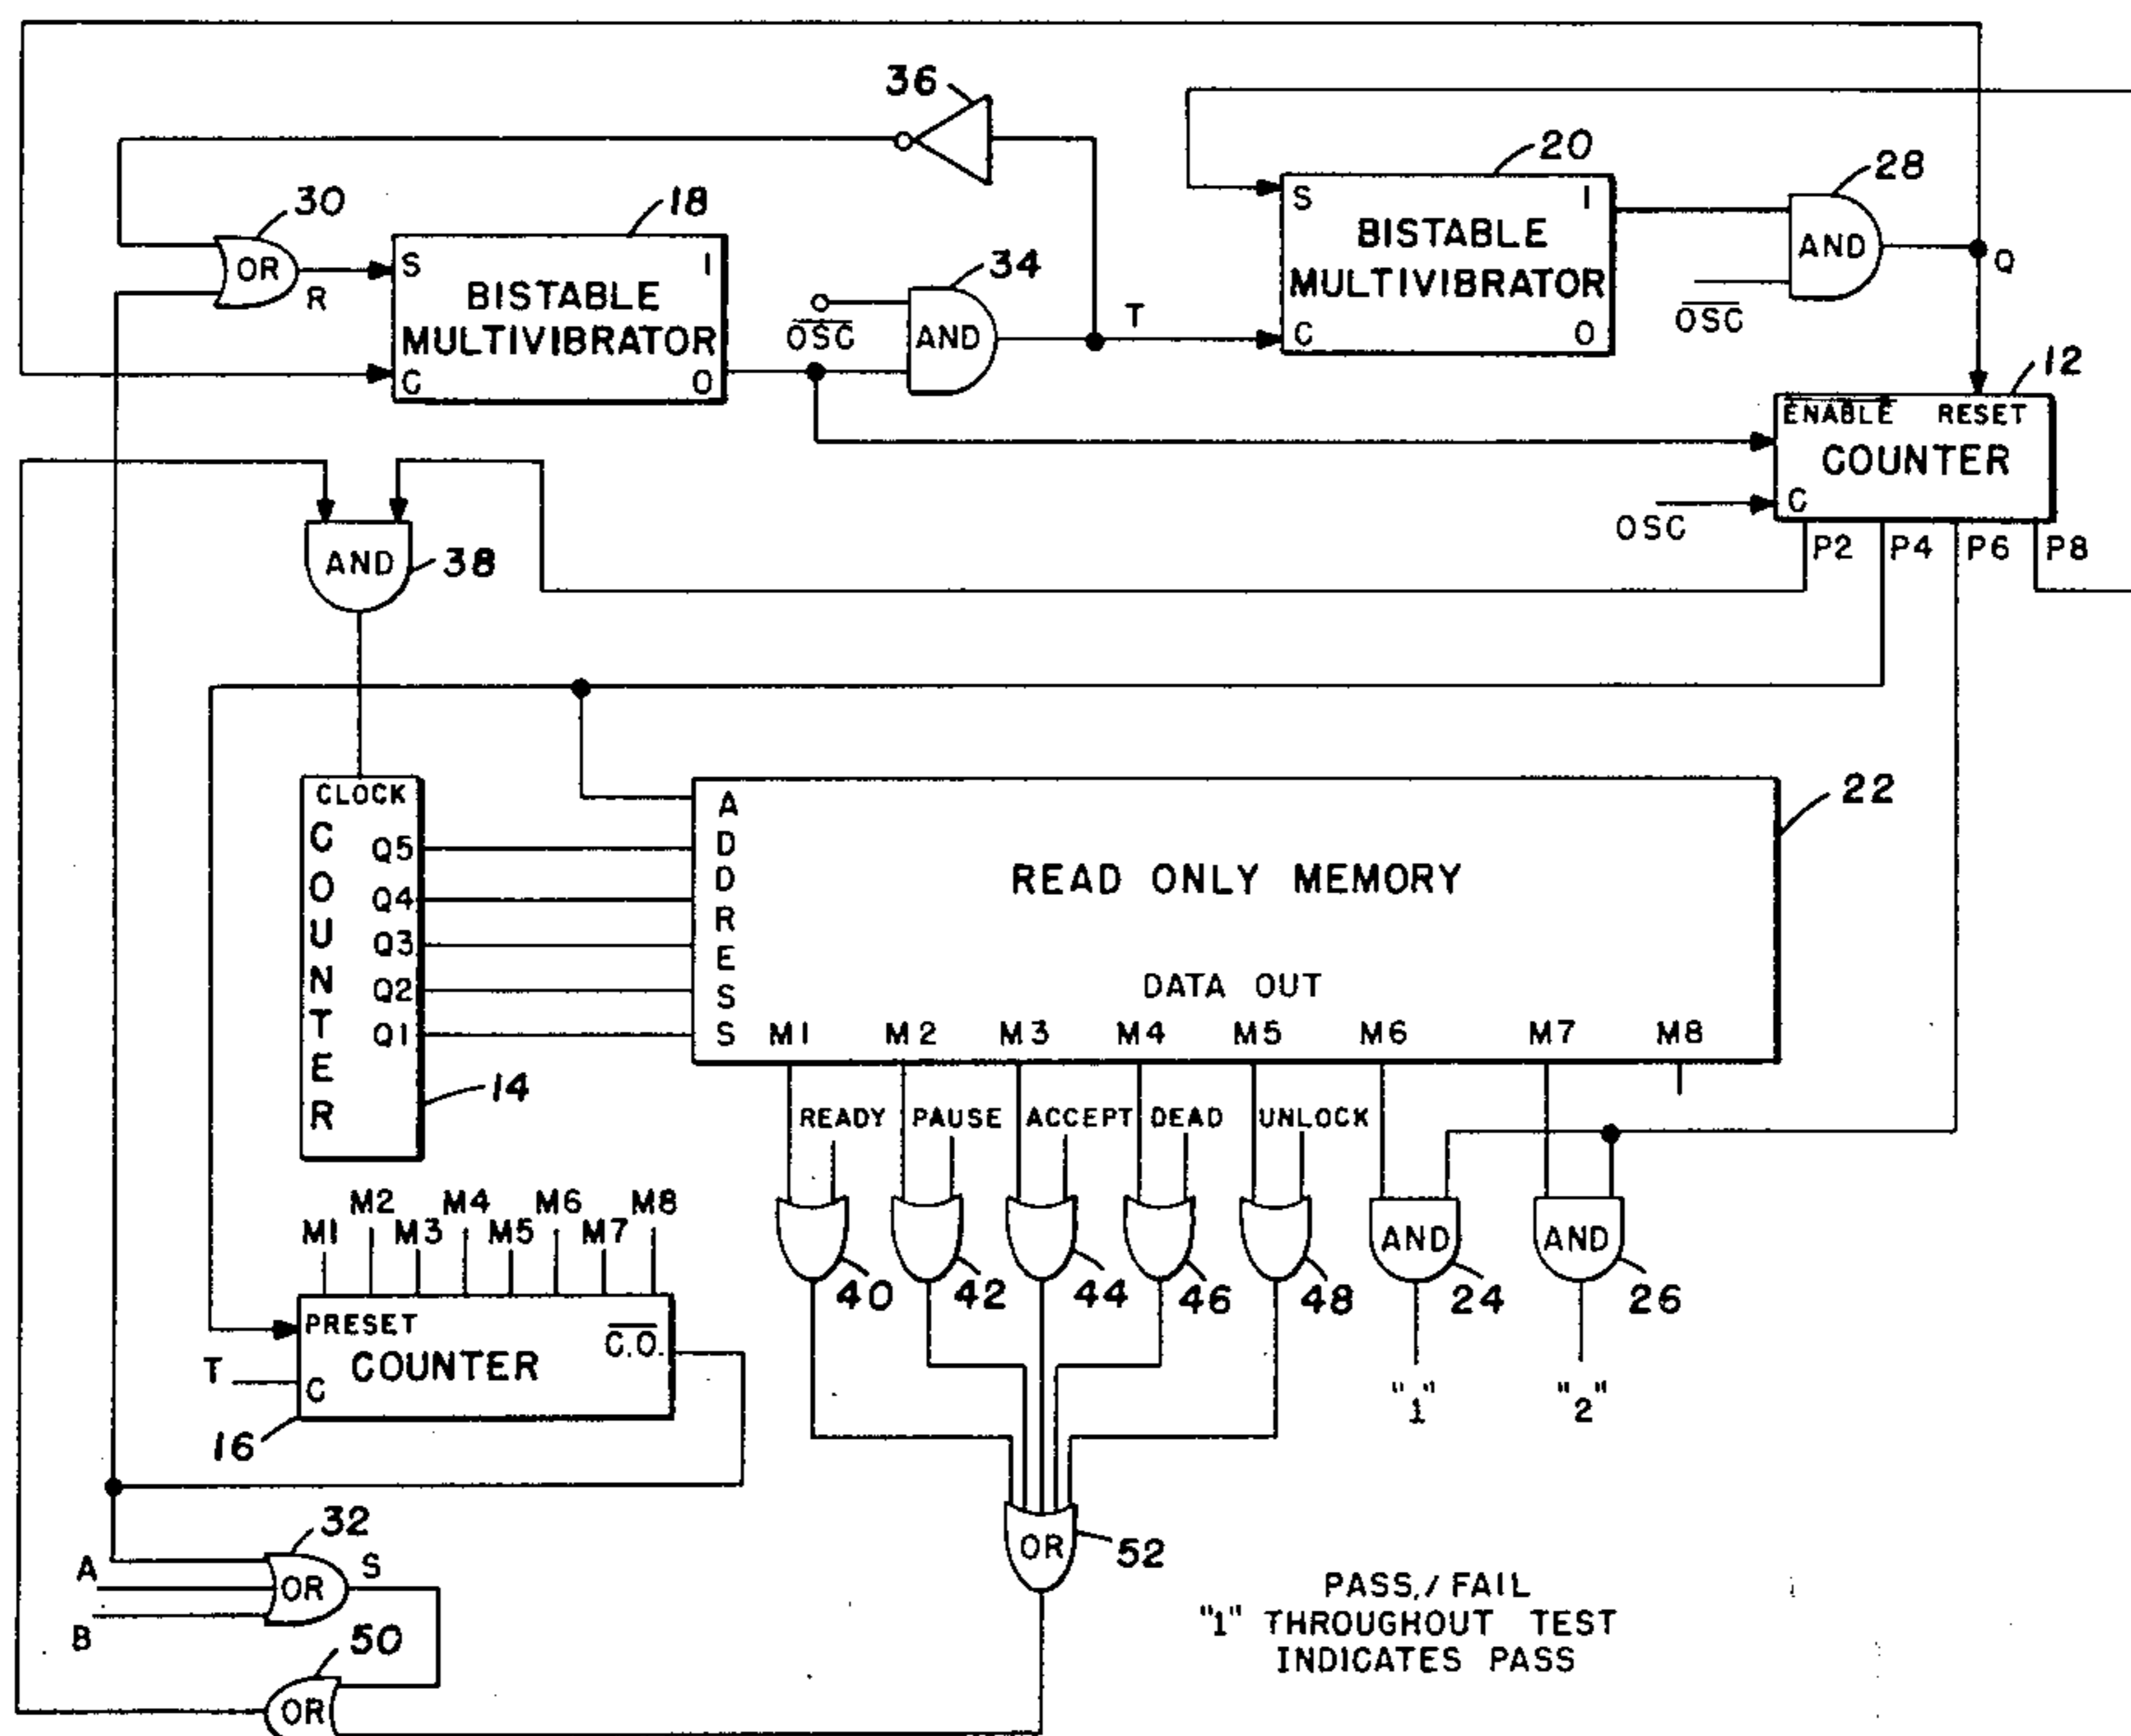 36
20
28
30
18
34
S I
BISTABLE
MULTIVIBRATOR
C O
AND
Q
OSC
OR
R
S I
BISTABLE
MULTIVIBRATOR
C O
OSC
AND
T
12
ENABLE RESET
COUNTER
C
OSC
P2 P4 P6 P8
AND
38
22
CLOCK
COUNTER
Q5
Q4
Q3
Q2
Q1
14
ADDRESS
READ ONLY MEMORY
DATA OUT
M1 M2 M3 M4 M5 M6 M7 M8
READY PAUSE ACCEPT DEAD UNLOCK
AND AND
40 42 44 46 48 24 26
"1" "2"
M1 M2 M3 M4 M5 M6 M7 M8
PRESET
C.O.
COUNTER
T
C
16
32
A
OR
S
B
50
OR
OR
52
PASS/FAIL
"1" THROUGHOUT TEST
INDICATES PASS